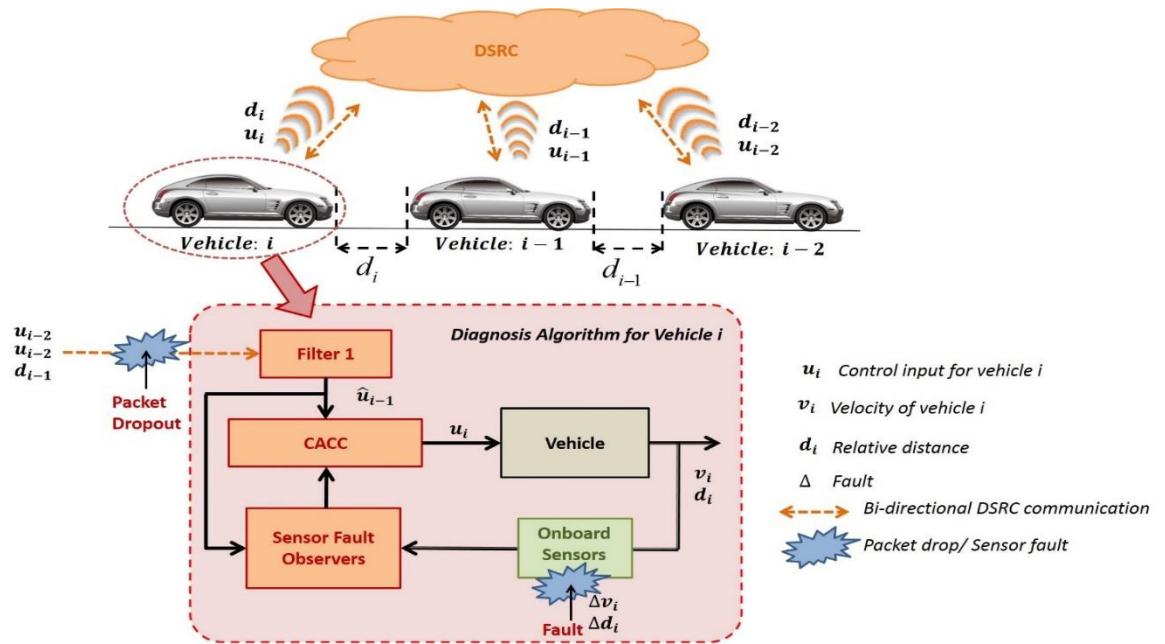 DSRC
d_i
u_i
d_{i-1}
u_{i-1}
d_{i-2}
u_{i-2}
Vehicle: i
Vehicle: i − 1
Vehicle: i − 2
d_i
d_{i-1}
Diagnosis Algorithm for Vehicle i
u_{i-2}
u_{i-2}
d_{i-1}
Packet
Dropout
Filter 1
û_{i-1}
CACC
u_i
Vehicle
v_i
d_i
Sensor Fault
Observers
Onboard
Sensors
Δv_i
Δd_i
Fault
u_i Control input for vehicle i
v_i Velocity of vehicle i
d_i Relative distance
Δ Fault
Bi-directional DSRC communication
Packet drop/ Sensor fault